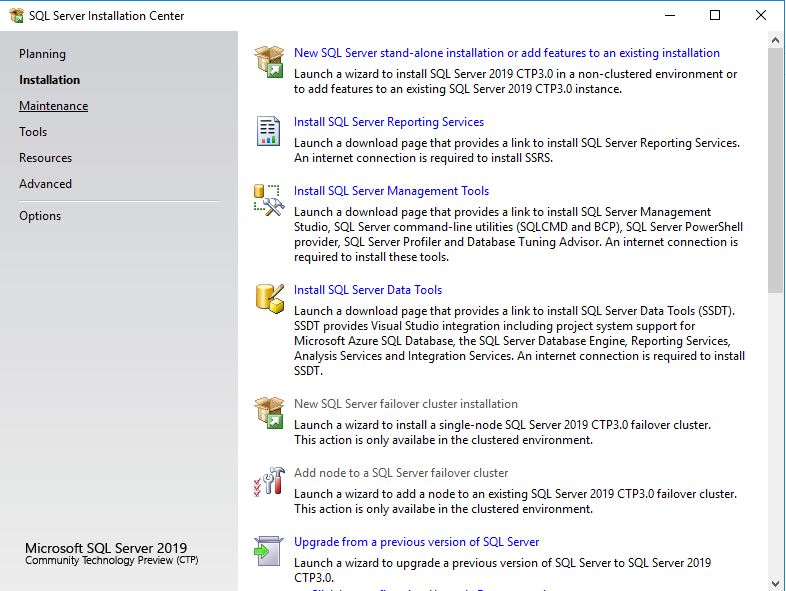 SQL Server Installation Center
Planning
Installation
Maintenance
Tools
Resources
Advanced
Options
Microsoft SQL Server 2019
Community Technology Preview (CTP)
New SQL Server stand-alone installation or add features to an existing installation
Launch a wizard to install SQL Server 2019 CTP3.0 in a non-clustered environment or
to add features to an existing SQL Server 2019 CTP3.0 instance.
Install SQL Server Reporting Services
Launch a download page that provides a link to install SQL Server Reporting Services.
An internet connection is required to install SSRS.
Install SQL Server Management Tools
Launch a download page that provides a link to install SQL Server Management
Studio, SQL Server command-line utilities (SQLCMD and BCP), SQL Server PowerShell
provider, SQL Server Profiler and Database Tuning Advisor. An internet connection is
required to install these tools.
Install SQL Server Data Tools
Launch a download page that provides a link to install SQL Server Data Tools (SSDT).
SSDT provides Visual Studio integration including project system support for
Microsoft Azure SQL Database, the SQL Server Database Engine, Reporting Services,
Analysis Services and Integration Services. An internet connection is required to install
SSDT.
New SQL Server failover cluster installation
Launch a wizard to install a single-node SQL Server 2019 CTP3.0 failover cluster.
This action is only availabe in the clustered environment.
Add node to a SQL Server failover cluster
Launch a wizard to add a node to an existing SQL Server 2019 CTP3.0 failover cluster.
This action is only availabe in the clustered environment.
Upgrade from a previous version of SQL Server
Launch a wizard to upgrade a previous version of SQL Server to SQL Server 2019
CTP3.0.